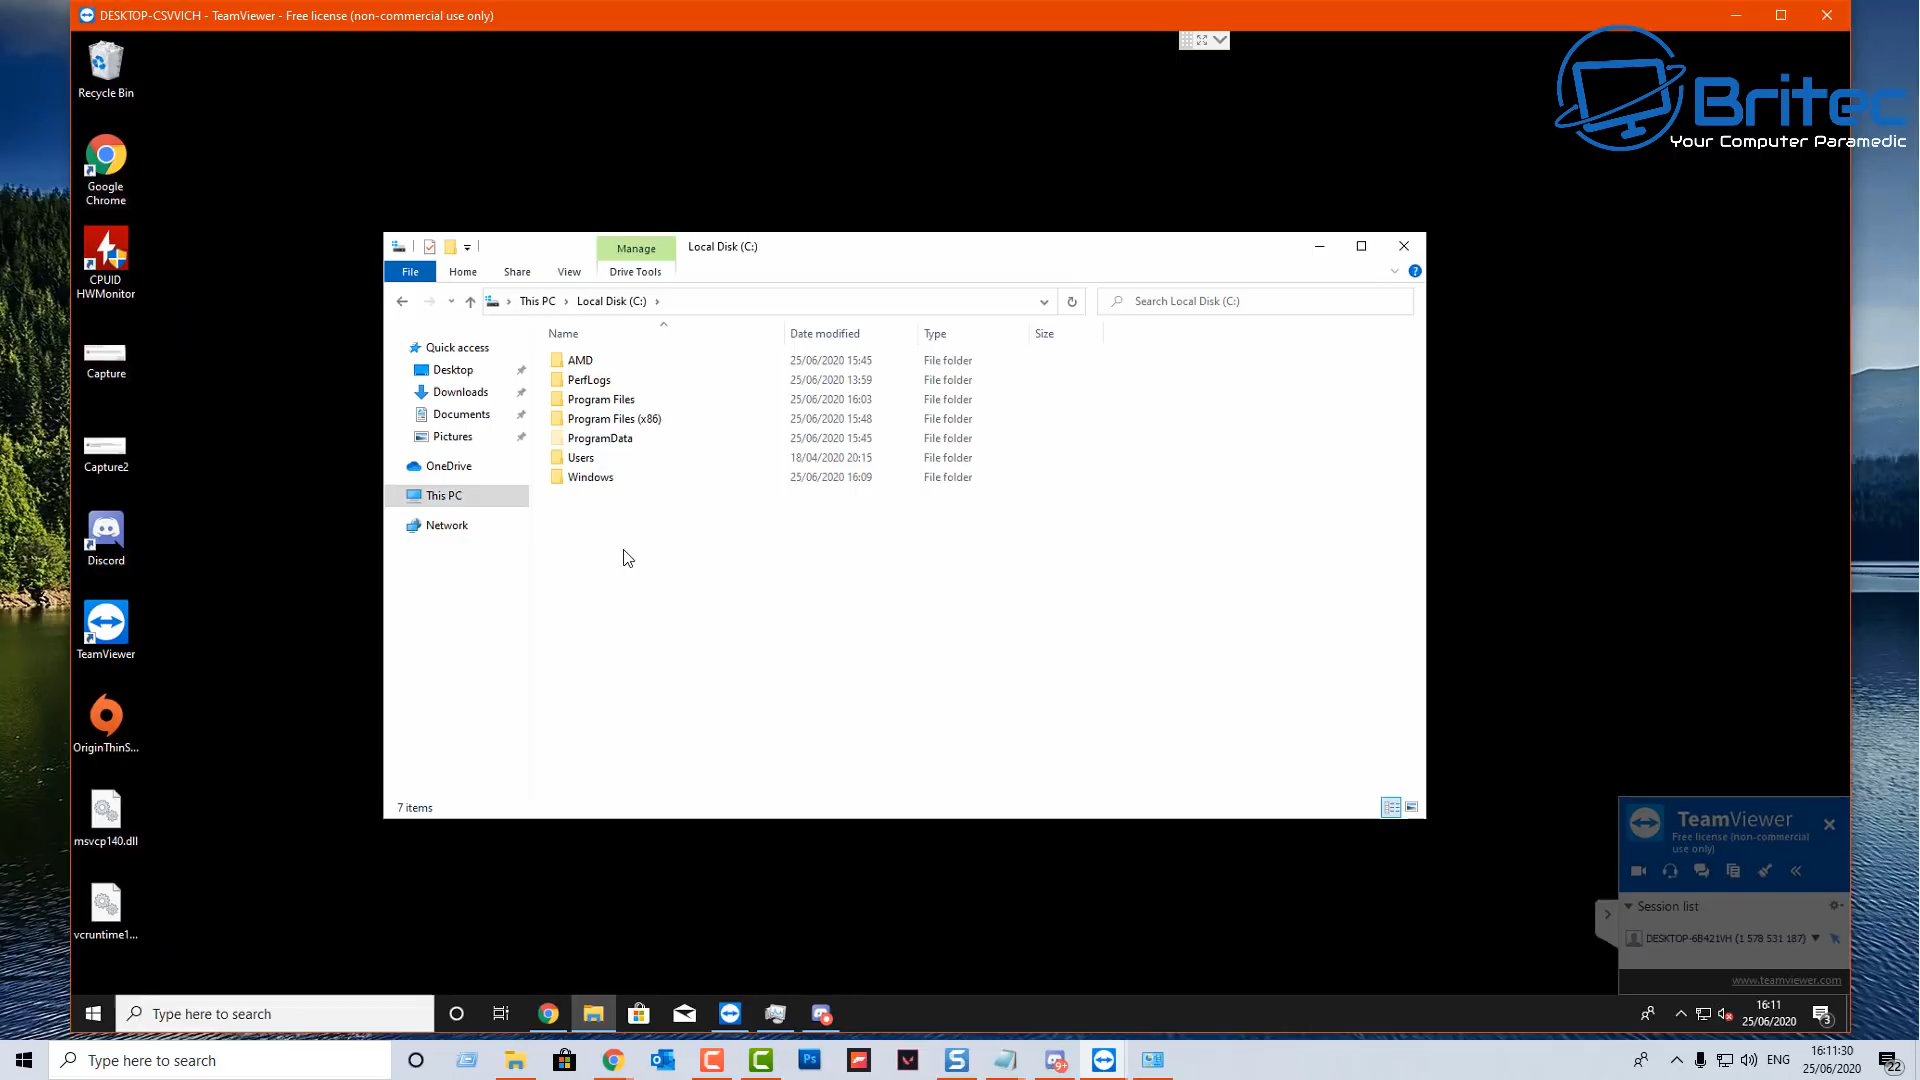 DESKTOP-CSVVICH - TeamViewer - Free license (non-commercial use only)
Britec
Your Computer Paramedic
Recycle Bin
Google
Chrome
CPUID
HWMonitor
Capture
Capture2
Discord
TeamViewer
OriginThinS...
msvcp140.dll
vcruntime1...
Manage
Local Disk (C:)
File
Home
Share
View
Drive Tools
This PC
Local Disk (C:)
Search Local Disk (C:)
Quick access
Desktop
Downloads
Documents
Pictures
OneDrive
This PC
Network
Name Date modified Type Size
AMD 25/06/2020 15:45 File folder
PerfLogs 25/06/2020 13:59 File folder
Program Files 25/06/2020 16:03 File folder
Program Files (x86) 25/06/2020 15:48 File folder
ProgramData 25/06/2020 15:45 File folder
Users 18/04/2020 20:15 File folder
Windows 25/06/2020 16:09 File folder
7 items
TeamViewer
Free license (non-commercial
use only)
Session list
DESKTOP-6B421VH (1 578 531 187)
www.teamviewer.com
Type here to search
16:11
25/06/2020
3
Type here to search
Ps
S
9+
ENG
16:11:30
25/06/2020
22